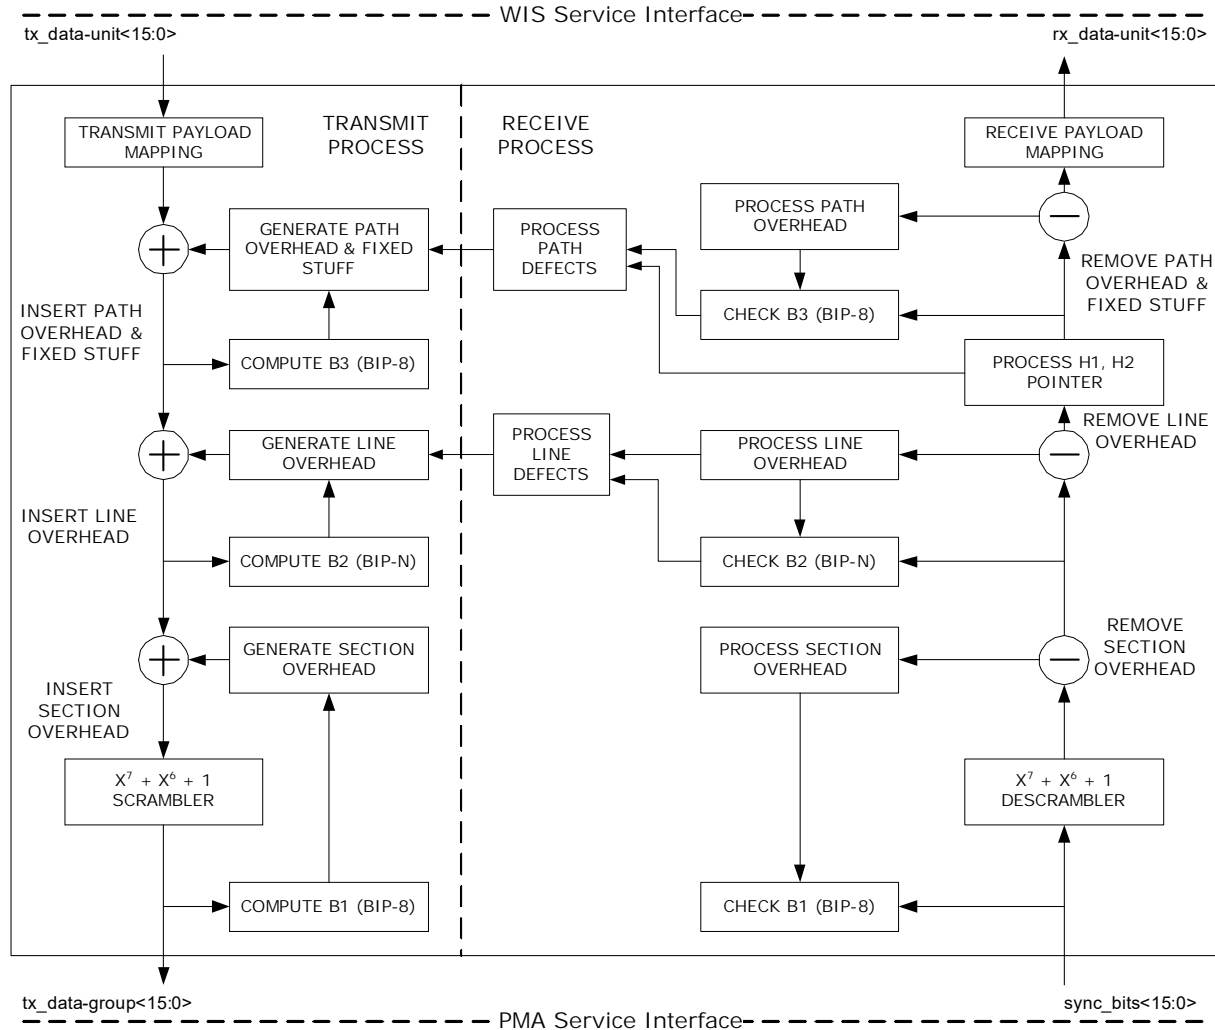 WIS Service Interface
tx_data-unit<15:0>
rx_data-unit<15:0>
TRANSMIT PAYLOAD
MAPPING
TRANSMIT
PROCESS
RECEIVE
PROCESS
RECEIVE PAYLOAD
MAPPING
GENERATE PATH
OVERHEAD & FIXED
STUFF
PROCESS
PATH
DEFECTS
PROCESS PATH
OVERHEAD
REMOVE PATH
OVERHEAD &
FIXED STUFF
INSERT PATH
OVERHEAD &
FIXED STUFF
COMPUTE B3 (BIP-8)
CHECK B3 (BIP-8)
PROCESS H1, H2
POINTER
GENERATE LINE
OVERHEAD
PROCESS
LINE
DEFECTS
PROCESS LINE
OVERHEAD
REMOVE LINE
OVERHEAD
INSERT LINE
OVERHEAD
COMPUTE B2 (BIP-N)
CHECK B2 (BIP-N)
GENERATE SECTION
OVERHEAD
PROCESS SECTION
OVERHEAD
REMOVE
SECTION
OVERHEAD
INSERT
SECTION
OVERHEAD
X⁷ + X⁶ + 1
SCRAMBLER
X⁷ + X⁶ + 1
DESCRAMBLER
COMPUTE B1 (BIP-8)
CHECK B1 (BIP-8)
tx_data-group<15:0>
sync_bits<15:0>
PMA Service Interface